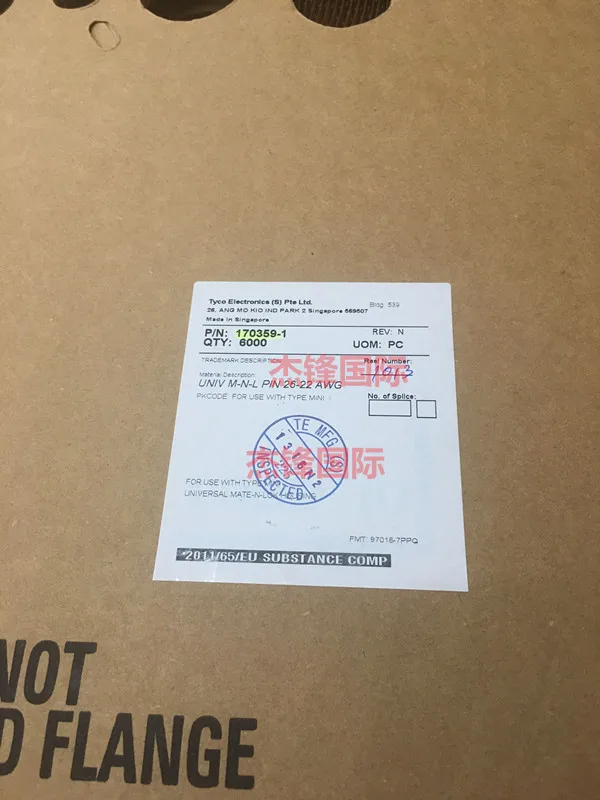 Tyco Electronics (S) Pte Ltd. Bldg. 539
26, ANG MO KIO IND PARK 2 Singapore 569507
Made in Singapore
P/N: 170359-1 REV: N
QTY: 6000 UOM: PC
TRADEMARK DESCRIPTION: Reel Number:
杰锋国际
1013
Material Description:
UNIV M-N-L PIN 26-22 AWG
PKCODE FOR USE WITH TYPE MINI No. of Splice:
TE MFG (S)
INSPECTED
杰锋国际
FOR USE WITH TYPE
UNIVERSAL MATE-N-LOK HOUSING
FMT: 97016-7PPQ
*2011/65/EU SUBSTANCE COMP
NOT
D FLANGE